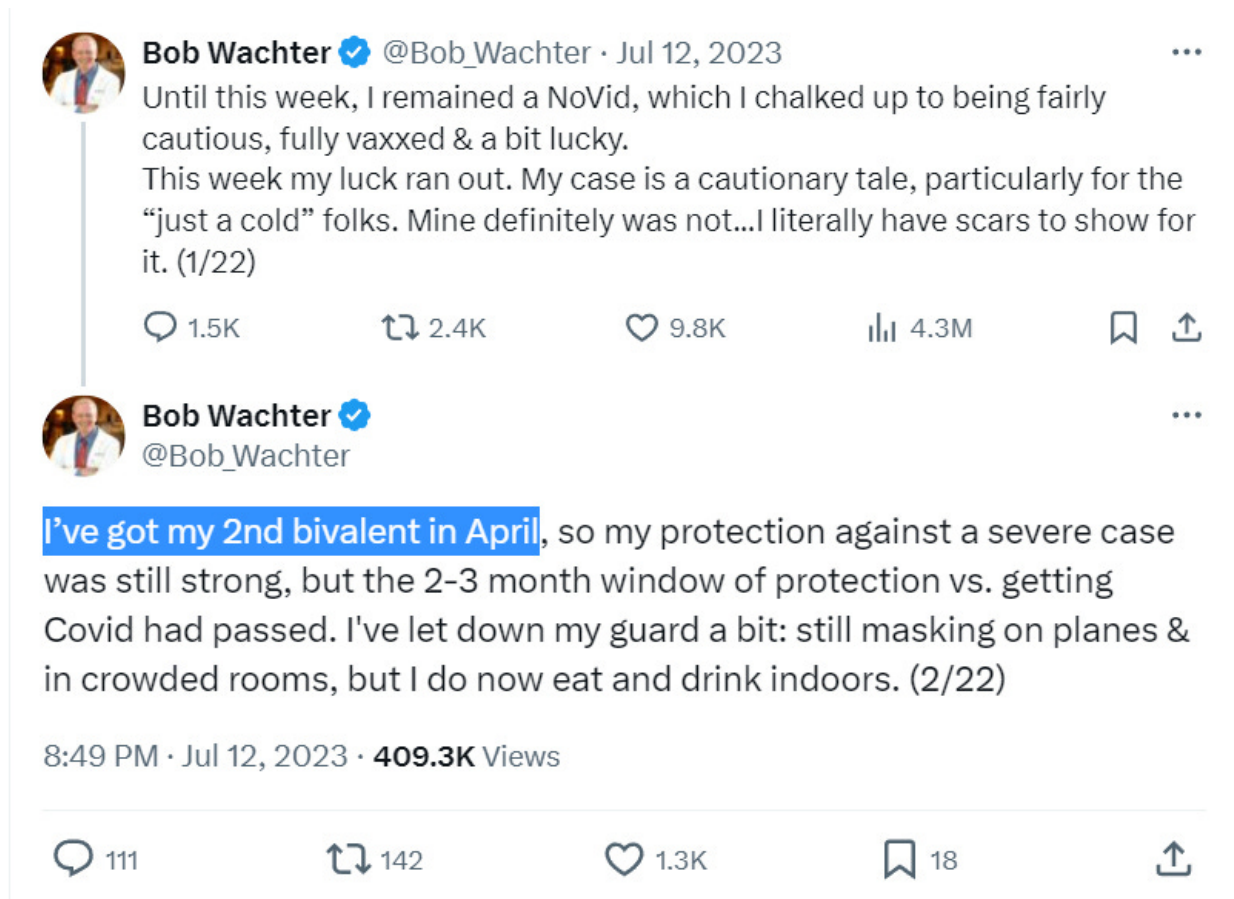 Bob Wachter @Bob_Wachter · Jul 12, 2023
Until this week, I remained a NoVid, which I chalked up to being fairly
cautious, fully vaxxed & a bit lucky.
This week my luck ran out. My case is a cautionary tale, particularly for the
“just a cold” folks. Mine definitely was not...I literally have scars to show for
it. (1/22)
1.5K 2.4K 9.8K 4.3M
Bob Wachter
@Bob_Wachter
I’ve got my 2nd bivalent in April, so my protection against a severe case
was still strong, but the 2-3 month window of protection vs. getting
Covid had passed. I've let down my guard a bit: still masking on planes &
in crowded rooms, but I do now eat and drink indoors. (2/22)
8:49 PM · Jul 12, 2023 · 409.3K Views
111 142 1.3K 18